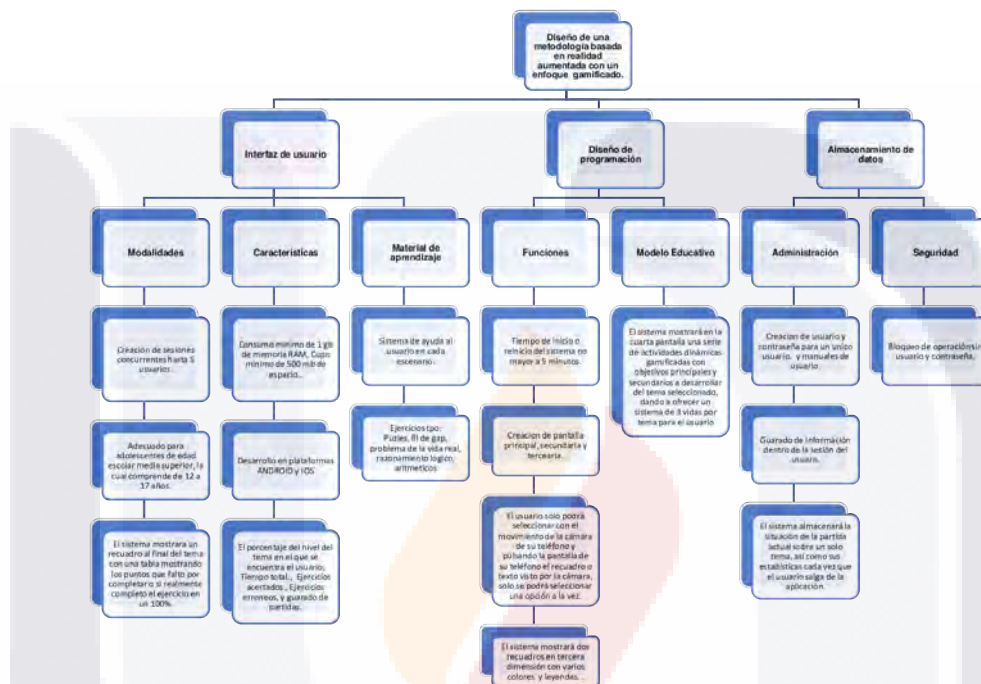 Diseño de una
metodología basada
en realidad
aumentada con un
enfoque gamificado.
Interfaz de usuario
Diseño de
programación
Almacenamiento de
datos
Modalidades
Características
Material de
aprendizaje
Funciones
Modelo Educativo
Administración
Seguridad
Creación de sesiones
concurrentes hasta 5
usuarios.
Consumo mínimo de 1 gb
de memoria RAM, Cupo
mínimo de 500 mb de
espacio.
Sistema de ayuda al
usuario en cada
escenario.
Tiempo de inicio o
reinicio del sistema no
mayor a 5 minutos.
El sistema mostrará en la
cuarta pantalla una serie
de actividades dinámicas
gamificadas con
objetivos principales y
secundarios a desarrollar
del tema seleccionado,
dando a ofrecer un
sistema de 3 vidas por
tema para el usuario
Creacion de usuario y
contraseña para un unico
usuario. y manuales de
usuario.
Bloqueo de operación sin
usuario y contraseña.
Adecuado para
adolescentes de edad
escolar media superior, la
cual comprende de 12 a
17 años.
Desarrollo en plataformas
ANDROID y IOS
Ejercicios tipo:
Puzles, fil de gap,
problema de la vida real,
razonamiento logico,
aritmeticos
Creacion de pantalla
principal, secundaria y
tercearia.
Guarado de información
dentro de la sesión del
usuario.
El sistema mostrara un
recuadro al final del tema
con una tabla mostrando
los puntos que falto por
completar o si realmente
completo el ejercicio en
un 100%.
El porcentaje del nivel del
tema en el que se
encuentra el usuario,
Tiempo total., Ejercicios
acertados., Ejercicios
erroneos, y guarado de
partidas.
El usuario solo podrá
seleccionar con el
movimiento de la cámara
de su teléfono y
pulsando la pantalla de
su teléfono el recuadro o
texto visto por la cámara,
solo se podrá seleccionar
una opción a la vez.
El sistema almacenará la
situación de la partida
actual sobre un solo
tema, así como sus
estadísticas cada vez que
el usuario salga de la
aplicación.
El sistema mostrará dos
recuadros en tercera
dimensión con varios
colores y leyendas.